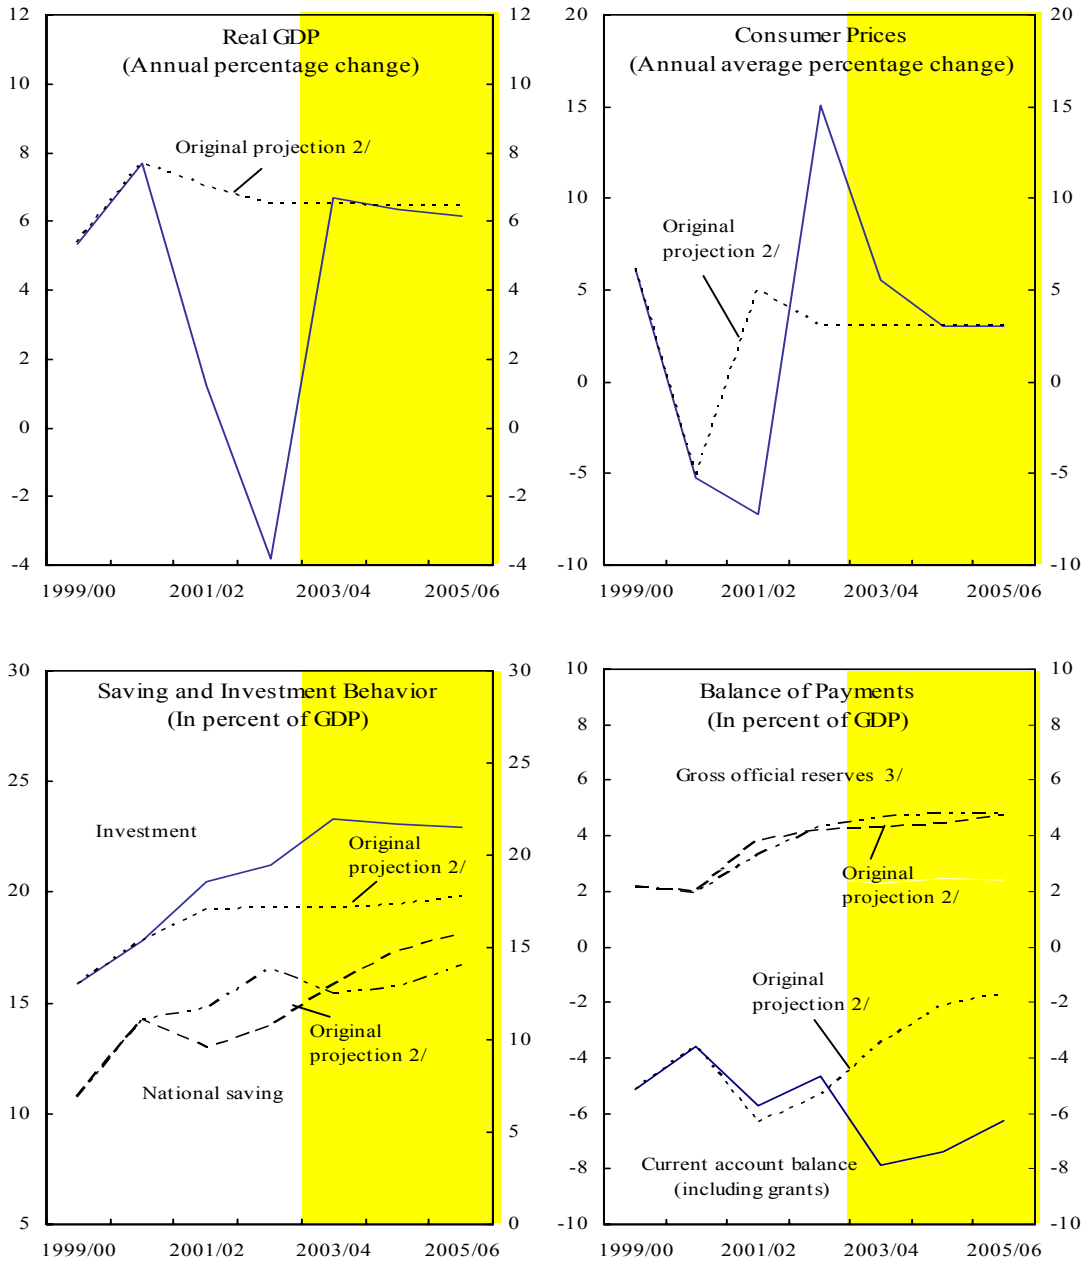 Real GDP
(Annual percentage change)
12
10
8
6
4
2
0
-2
-4
12
10
8
6
4
2
0
-2
-4
Original projection 2/
1999/00 2001/02 2003/04 2005/06
Consumer Prices
(Annual average percentage change)
20
15
10
5
0
-5
-10
20
15
10
5
0
-5
-10
Original
projection 2/
1999/00 2001/02 2003/04 2005/06
Saving and Investment Behavior
(In percent of GDP)
30
25
20
15
10
5
30
25
20
15
10
5
0
Investment
Original
projection 2/
Original
projection 2/
National saving
1999/00 2001/02 2003/04 2005/06
Balance of Payments
(In percent of GDP)
10
8
6
4
2
0
-2
-4
-6
-8
-10
10
8
6
4
2
0
-2
-4
-6
-8
-10
Gross official reserves 3/
Original
projection 2/
Original
projection 2/
Current account balance
(including grants)
1999/00 2001/02 2003/04 2005/06